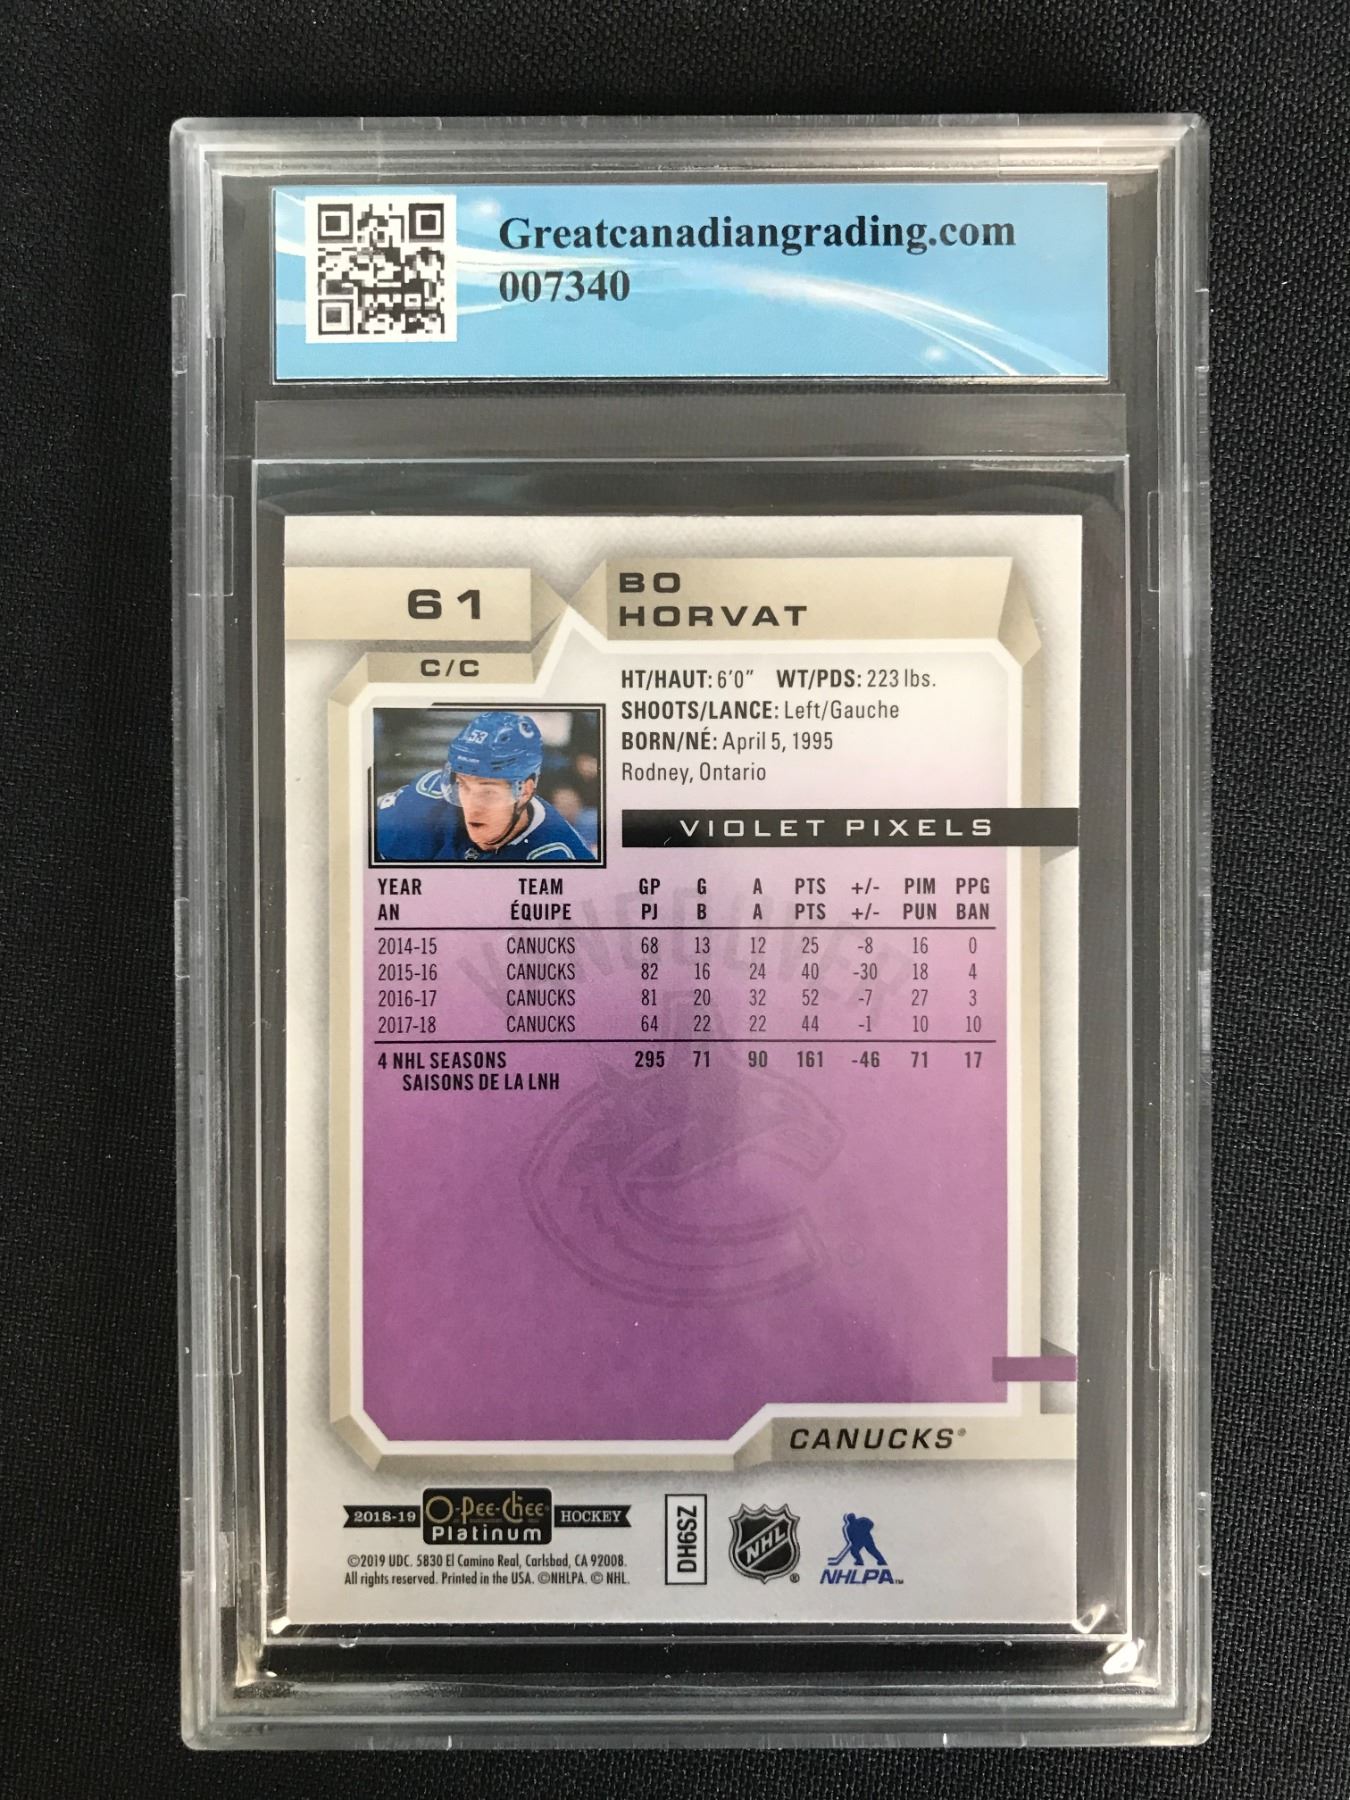 Greatcanadiangrading.com
007340
61
BO
HORVAT
C/C
HT/HAUT: 6'0" WT/PDS: 223 lbs.
SHOOTS/LANCE: Left/Gauche
BORN/NÉ: April 5, 1995
Rodney, Ontario
53
VIOLET PIXELS
YEAR TEAM GP G A PTS +/- PIM PPG
AN ÉQUIPE PJ B A PTS +/- PUN BAN
2014-15 CANUCKS 68 13 12 25 -8 16 0
2015-16 CANUCKS 82 16 24 40 -30 18 4
2016-17 CANUCKS 81 20 32 52 -7 27 3
2017-18 CANUCKS 64 22 22 44 -1 10 10
4 NHL SEASONS 295 71 90 161 -46 71 17
SAISONS DE LA LNH
VANCOUVER
CANUCKS®
2018-19 O-Pee-Chee HOCKEY
Platinum
©2019 UDC. 5830 El Camino Real, Carlsbad, CA 92008.
All rights reserved. Printed in the USA. ©NHLPA. © NHL.
DH6SZ
NHL®
NHLPA™